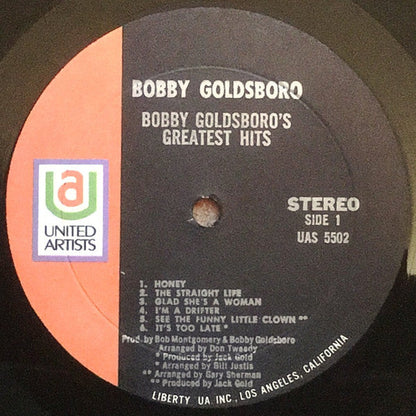 BOBBY GOLDSBORO
BOBBY GOLDSBORO'S
GREATEST HITS
UA
UNITED
ARTISTS
STEREO
SIDE 1
UAS 5502
1. HONEY
2. THE STRAIGHT LIFE
3. GLAD SHE'S A WOMAN
4. I'M A DRIFTER
5. SEE THE FUNNY LITTLE CLOWN **
6. IT'S TOO LATE *
Prod. by Bob Montgomery & Bobby Goldsboro
Arranged by Don Tweedy
* Produced by Jack Gold
Arranged by Bill Justis
** Arranged by Gary Sherman
** Produced by Jack Gold
LIBERTY UA INC., LOS ANGELES, CALIFORNIA